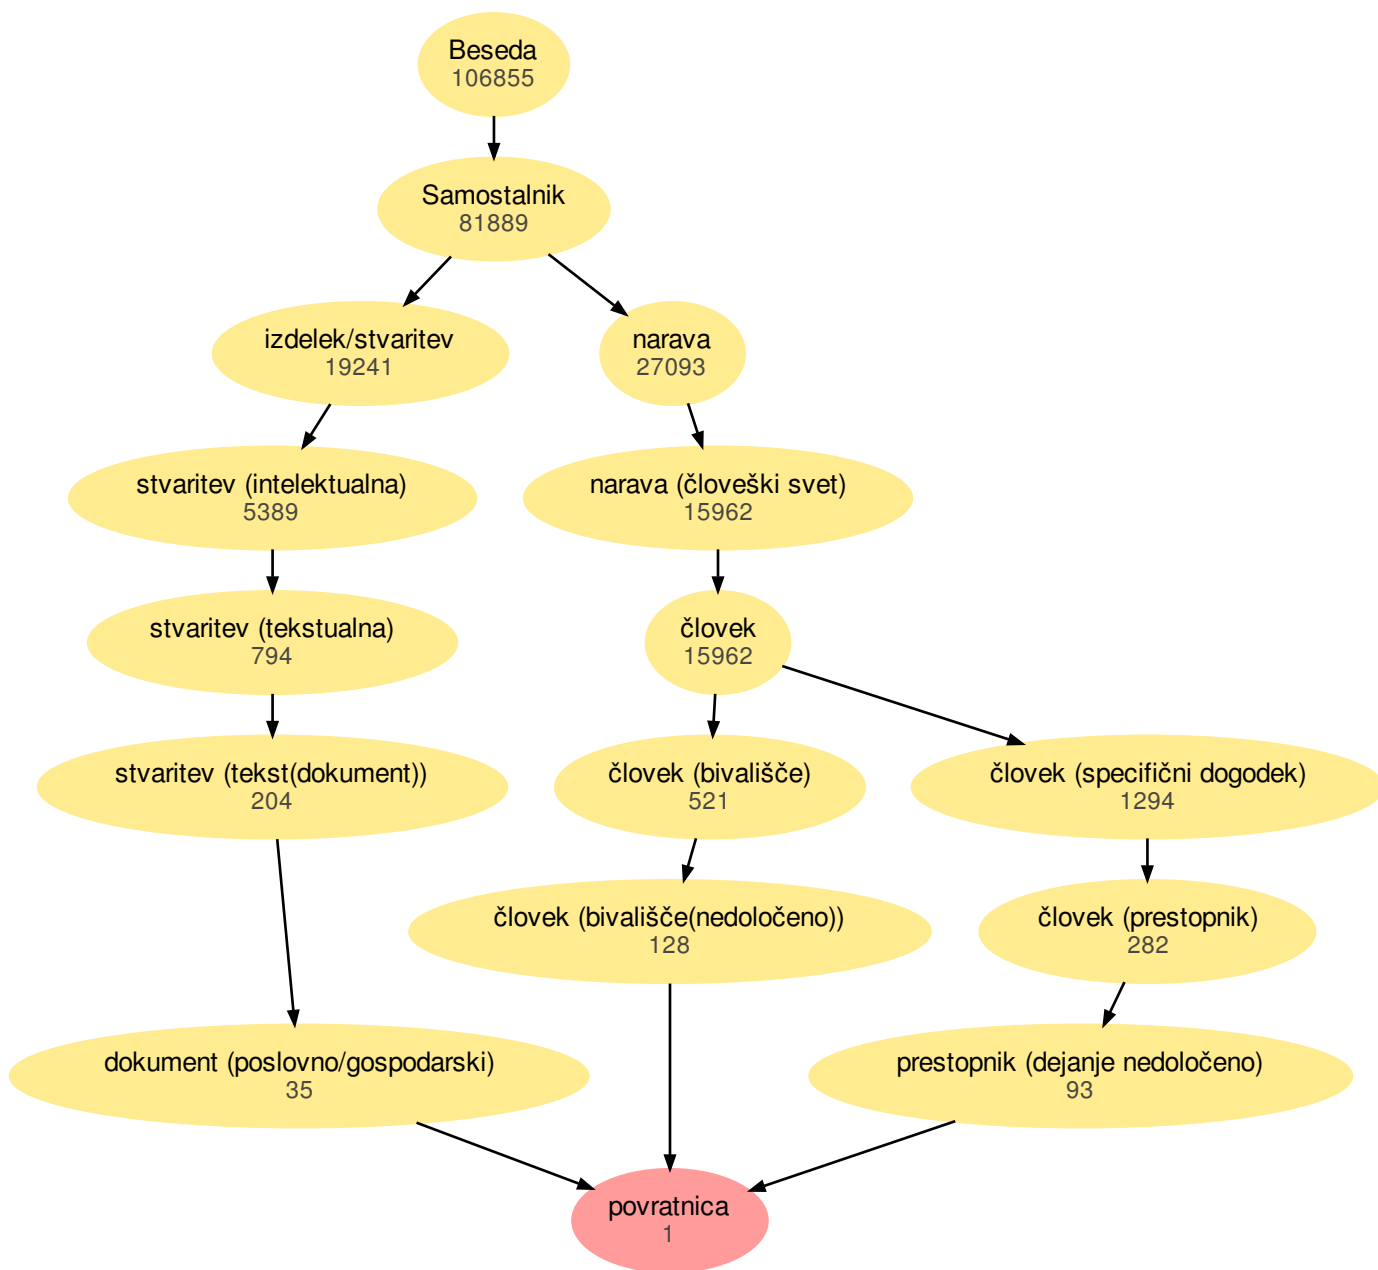 Beseda
106855
Samostalnik
81889
izdelek/stvaritev
19241
narava
27093
stvaritev (intelektualna)
5389
narava (človeški svet)
15962
stvaritev (tekstualna)
794
človek
15962
stvaritev (tekst(dokument))
204
človek (bivališče)
521
človek (specifični dogodek)
1294
človek (bivališče(nedoločeno))
128
človek (prestopnik)
282
dokument (poslovno/gospodarski)
35
prestopnik (dejanje nedoločeno)
93
povratnica
1